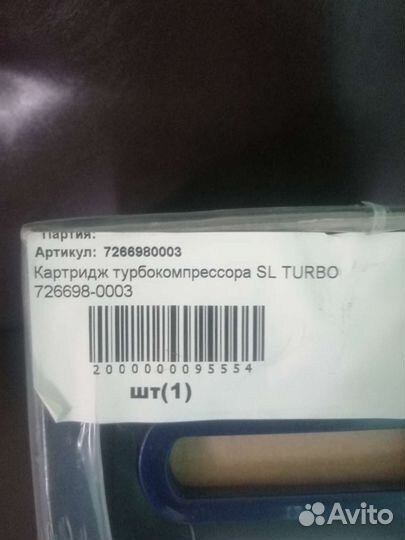 Партия:
Артикул: 7266980003
Картридж турбокомпрессора SL TURBO
726698-0003
2000000095554
шт(1)
Avito